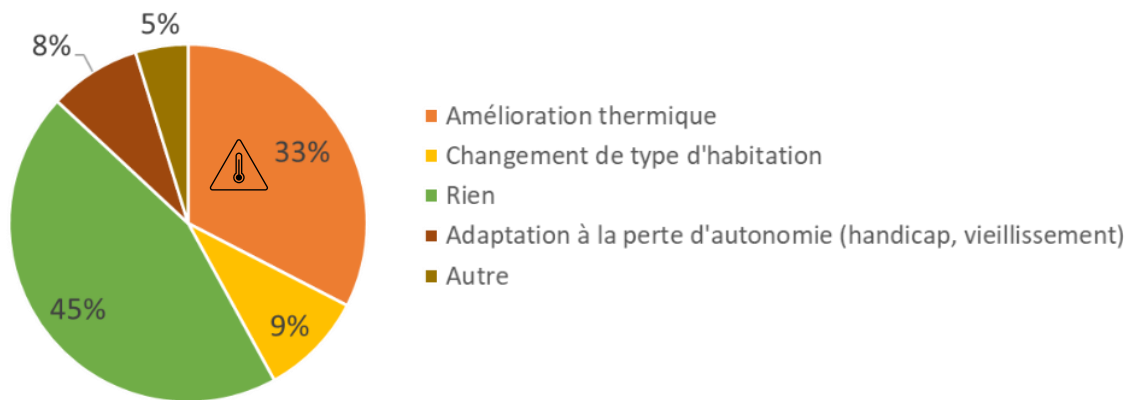 5%
8%
33%
9%
45%
Amélioration thermique
Changement de type d'habitation
Rien
Adaptation à la perte d'autonomie (handicap, vieillissement)
Autre